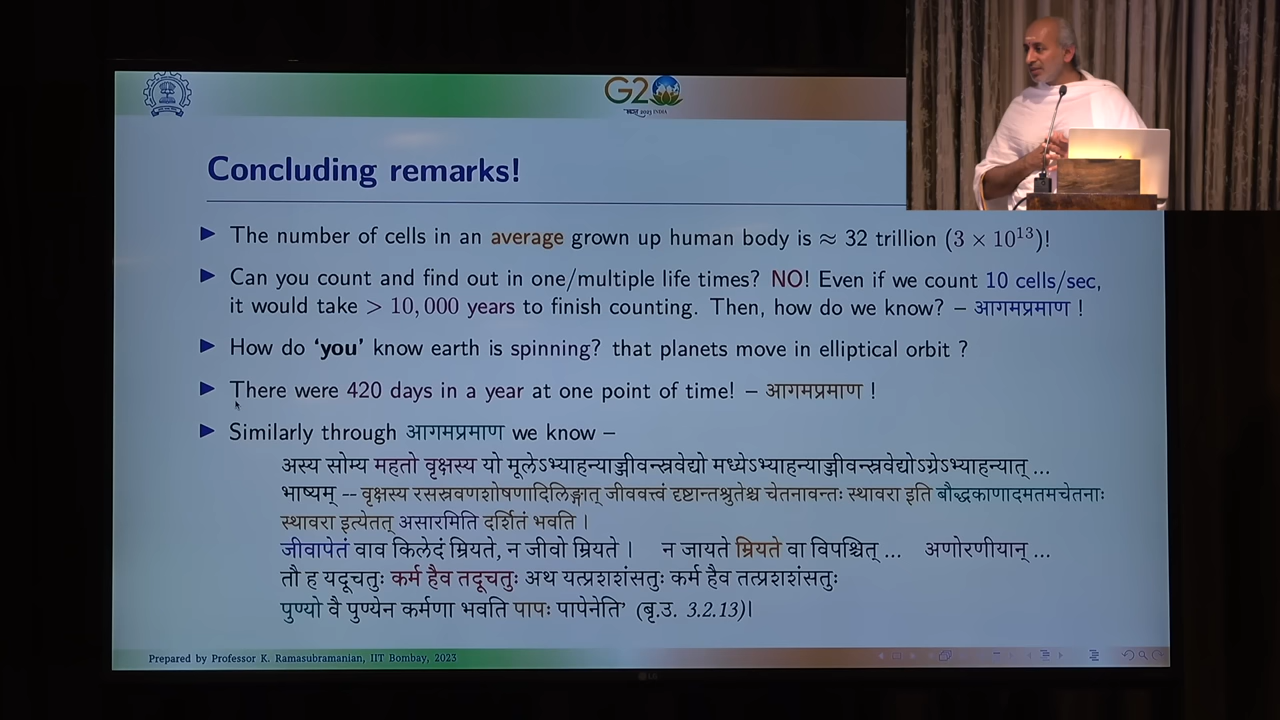 G20
भारत 2023 INDIA
Concluding remarks!
The number of cells in an average grown up human body is ≈ 32 trillion (3 × 10¹³)!
Can you count and find out in one/multiple life times? NO! Even if we count 10 cells/sec,
it would take > 10,000 years to finish counting. Then, how do we know? – आगमप्रमाण !
How do ‘you’ know earth is spinning? that planets move in elliptical orbit ?
There were 420 days in a year at one point of time! – आगमप्रमाण !
Similarly through आगमप्रमाण we know –
अस्य सोम्य महतो वृक्षस्य यो मूलेऽभ्याहन्याज्जीवन्स्रवेद्यो मध्येऽभ्याहन्याज्जीवन्स्रवेद्योऽग्रेऽभ्याहन्यात् ...
भाष्यम् -- वृक्षस्य रसस्रवणशोषणादिलिङ्गात् जीववत्त्वं दृष्टान्तश्रुतेश्च चेतनावन्तः स्थावरा इति बौद्धकाणादमतमचेतनाः
स्थावरा इत्येतत् असारमिति दर्शितं भवति ।
जीवापेतं वाव किलेदं म्रियते, न जीवो म्रियते । न जायते म्रियते वा विपश्चित् ... अणोरणीयान् ...
तौ ह यदूचतुः कर्म हैव तदूचतुः अथ यत्प्रशशंसतुः कर्म हैव तत्प्रशशंसतुः
पुण्यो वै पुण्येन कर्मणा भवति पापः पापेनेति’ (बृ.उ. 3.2.13)।
Prepared by Professor K. Ramasubramanian, IIT Bombay, 2023
LG